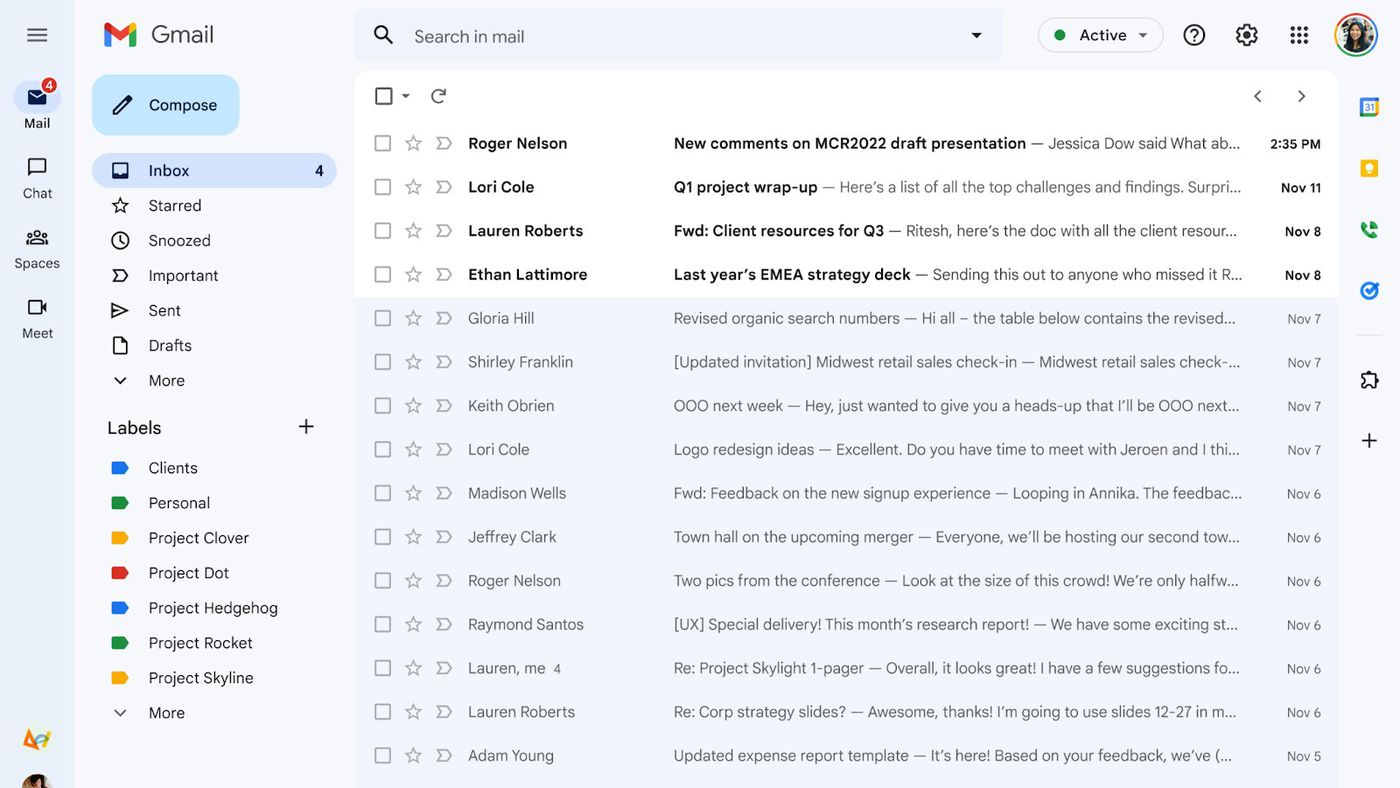 Gmail
Search in mail
Active
4
Mail
Chat
Spaces
Meet
Compose
Inbox 4
Starred
Snoozed
Important
Sent
Drafts
More
Labels
Clients
Personal
Project Clover
Project Dot
Project Hedgehog
Project Rocket
Project Skyline
More
Roger Nelson New comments on MCR2022 draft presentation — Jessica Dow said What ab... 2:35 PM
Lori Cole Q1 project wrap-up — Here’s a list of all the top challenges and findings. Surpri... Nov 11
Lauren Roberts Fwd: Client resources for Q3 — Ritesh, here’s the doc with all the client resour... Nov 8
Ethan Lattimore Last year’s EMEA strategy deck — Sending this out to anyone who missed it R... Nov 8
Gloria Hill Revised organic search numbers — Hi all – the table below contains the revised... Nov 7
Shirley Franklin [Updated invitation] Midwest retail sales check-in — Midwest retail sales check-... Nov 7
Keith Obrien OOO next week — Hey, just wanted to give you a heads-up that I’ll be OOO next... Nov 7
Lori Cole Logo redesign ideas — Excellent. Do you have time to meet with Jeroen and I thi... Nov 7
Madison Wells Fwd: Feedback on the new signup experience — Looping in Annika. The feedbac... Nov 6
Jeffrey Clark Town hall on the upcoming merger — Everyone, we’ll be hosting our second tow... Nov 6
Roger Nelson Two pics from the conference — Look at the size of this crowd! We’re only halfw... Nov 6
Raymond Santos [UX] Special delivery! This month’s research report! — We have some exciting st... Nov 6
Lauren, me 4 Re: Project Skylight 1-pager — Overall, it looks great! I have a few suggestions fo... Nov 6
Lauren Roberts Re: Corp strategy slides? — Awesome, thanks! I’m going to use slides 12-27 in m... Nov 6
Adam Young Updated expense report template — It’s here! Based on your feedback, we’ve (... Nov 5
31